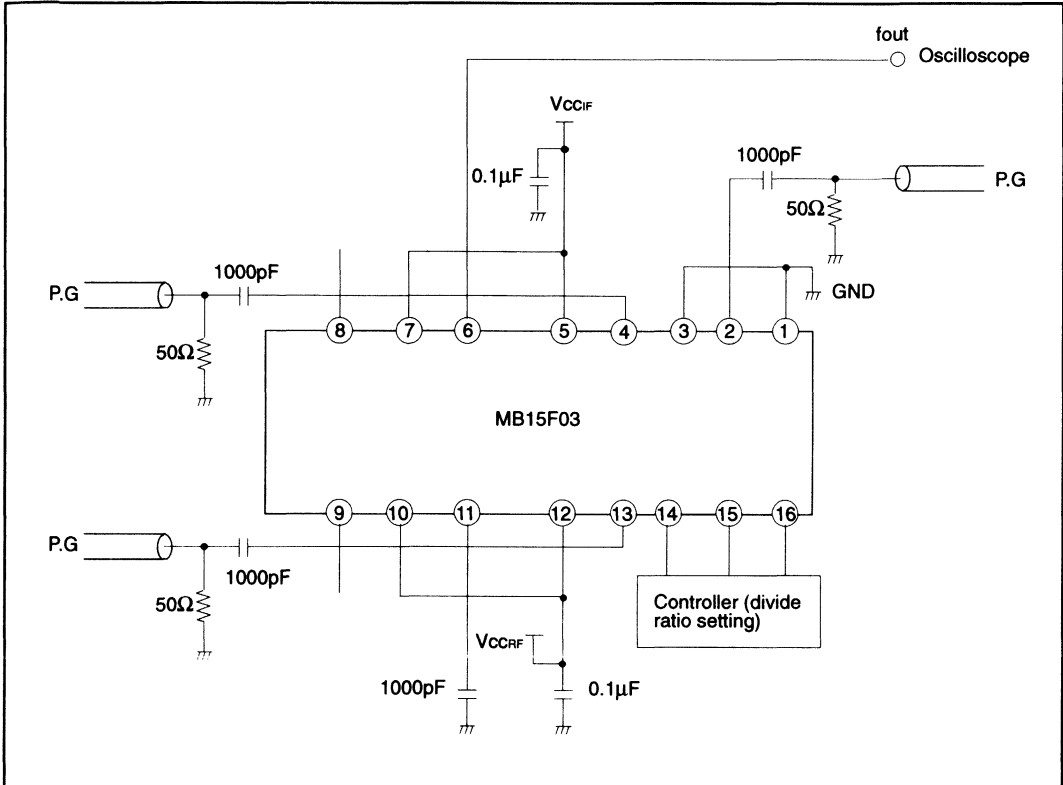 fout
Oscilloscope
VCCIF
0.1µF
1000pF
P.G
50Ω
GND
P.G
1000pF
50Ω
8
7
6
5
4
3
2
1
MB15F03
9
10
11
12
13
14
15
16
P.G
1000pF
50Ω
Controller (divide
ratio setting)
VCCRF
1000pF
0.1µF